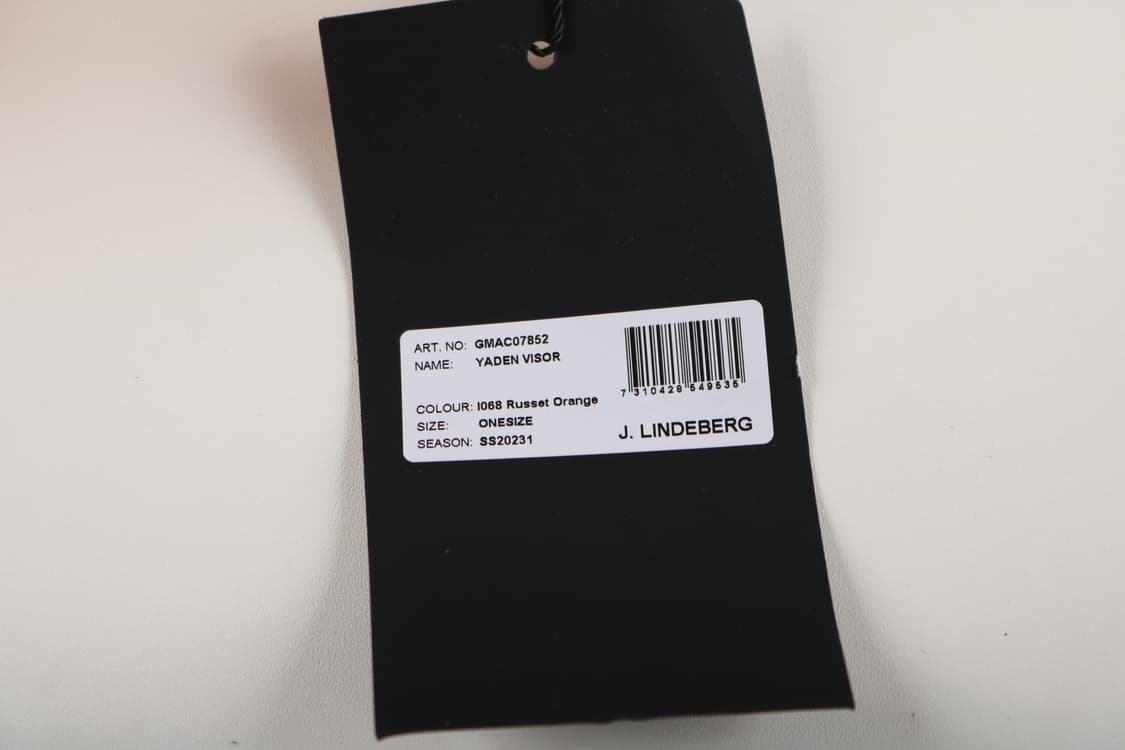 ART. NO: GMAC07852
NAME: YADEN VISOR
COLOUR: I068 Russet Orange
SIZE: ONESIZE
SEASON: SS20231
7 310428 549535
J. LINDEBERG